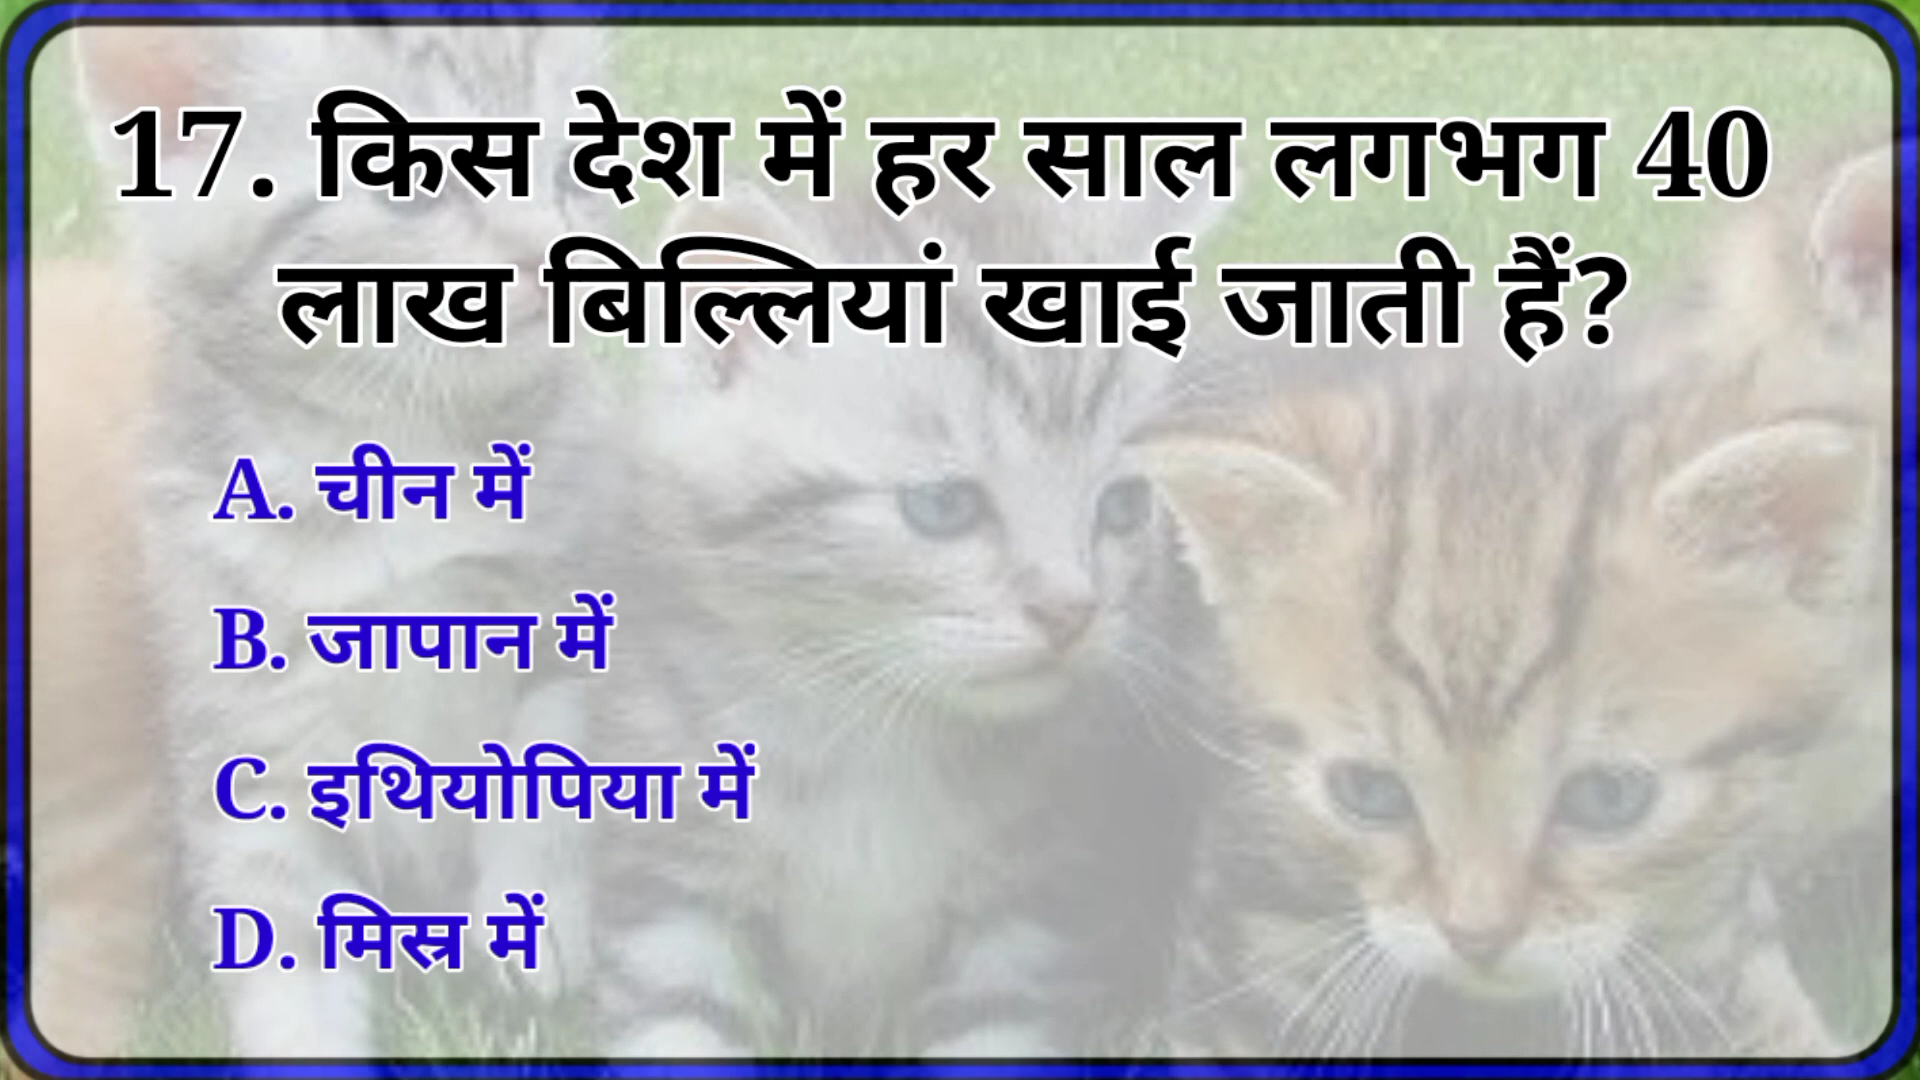 17. किस देश में हर साल लगभग 40
लाख बिल्लियां खाई जाती हैं?
A. चीन में
B. जापान में
C. इथियोपिया में
D. मिस्र में